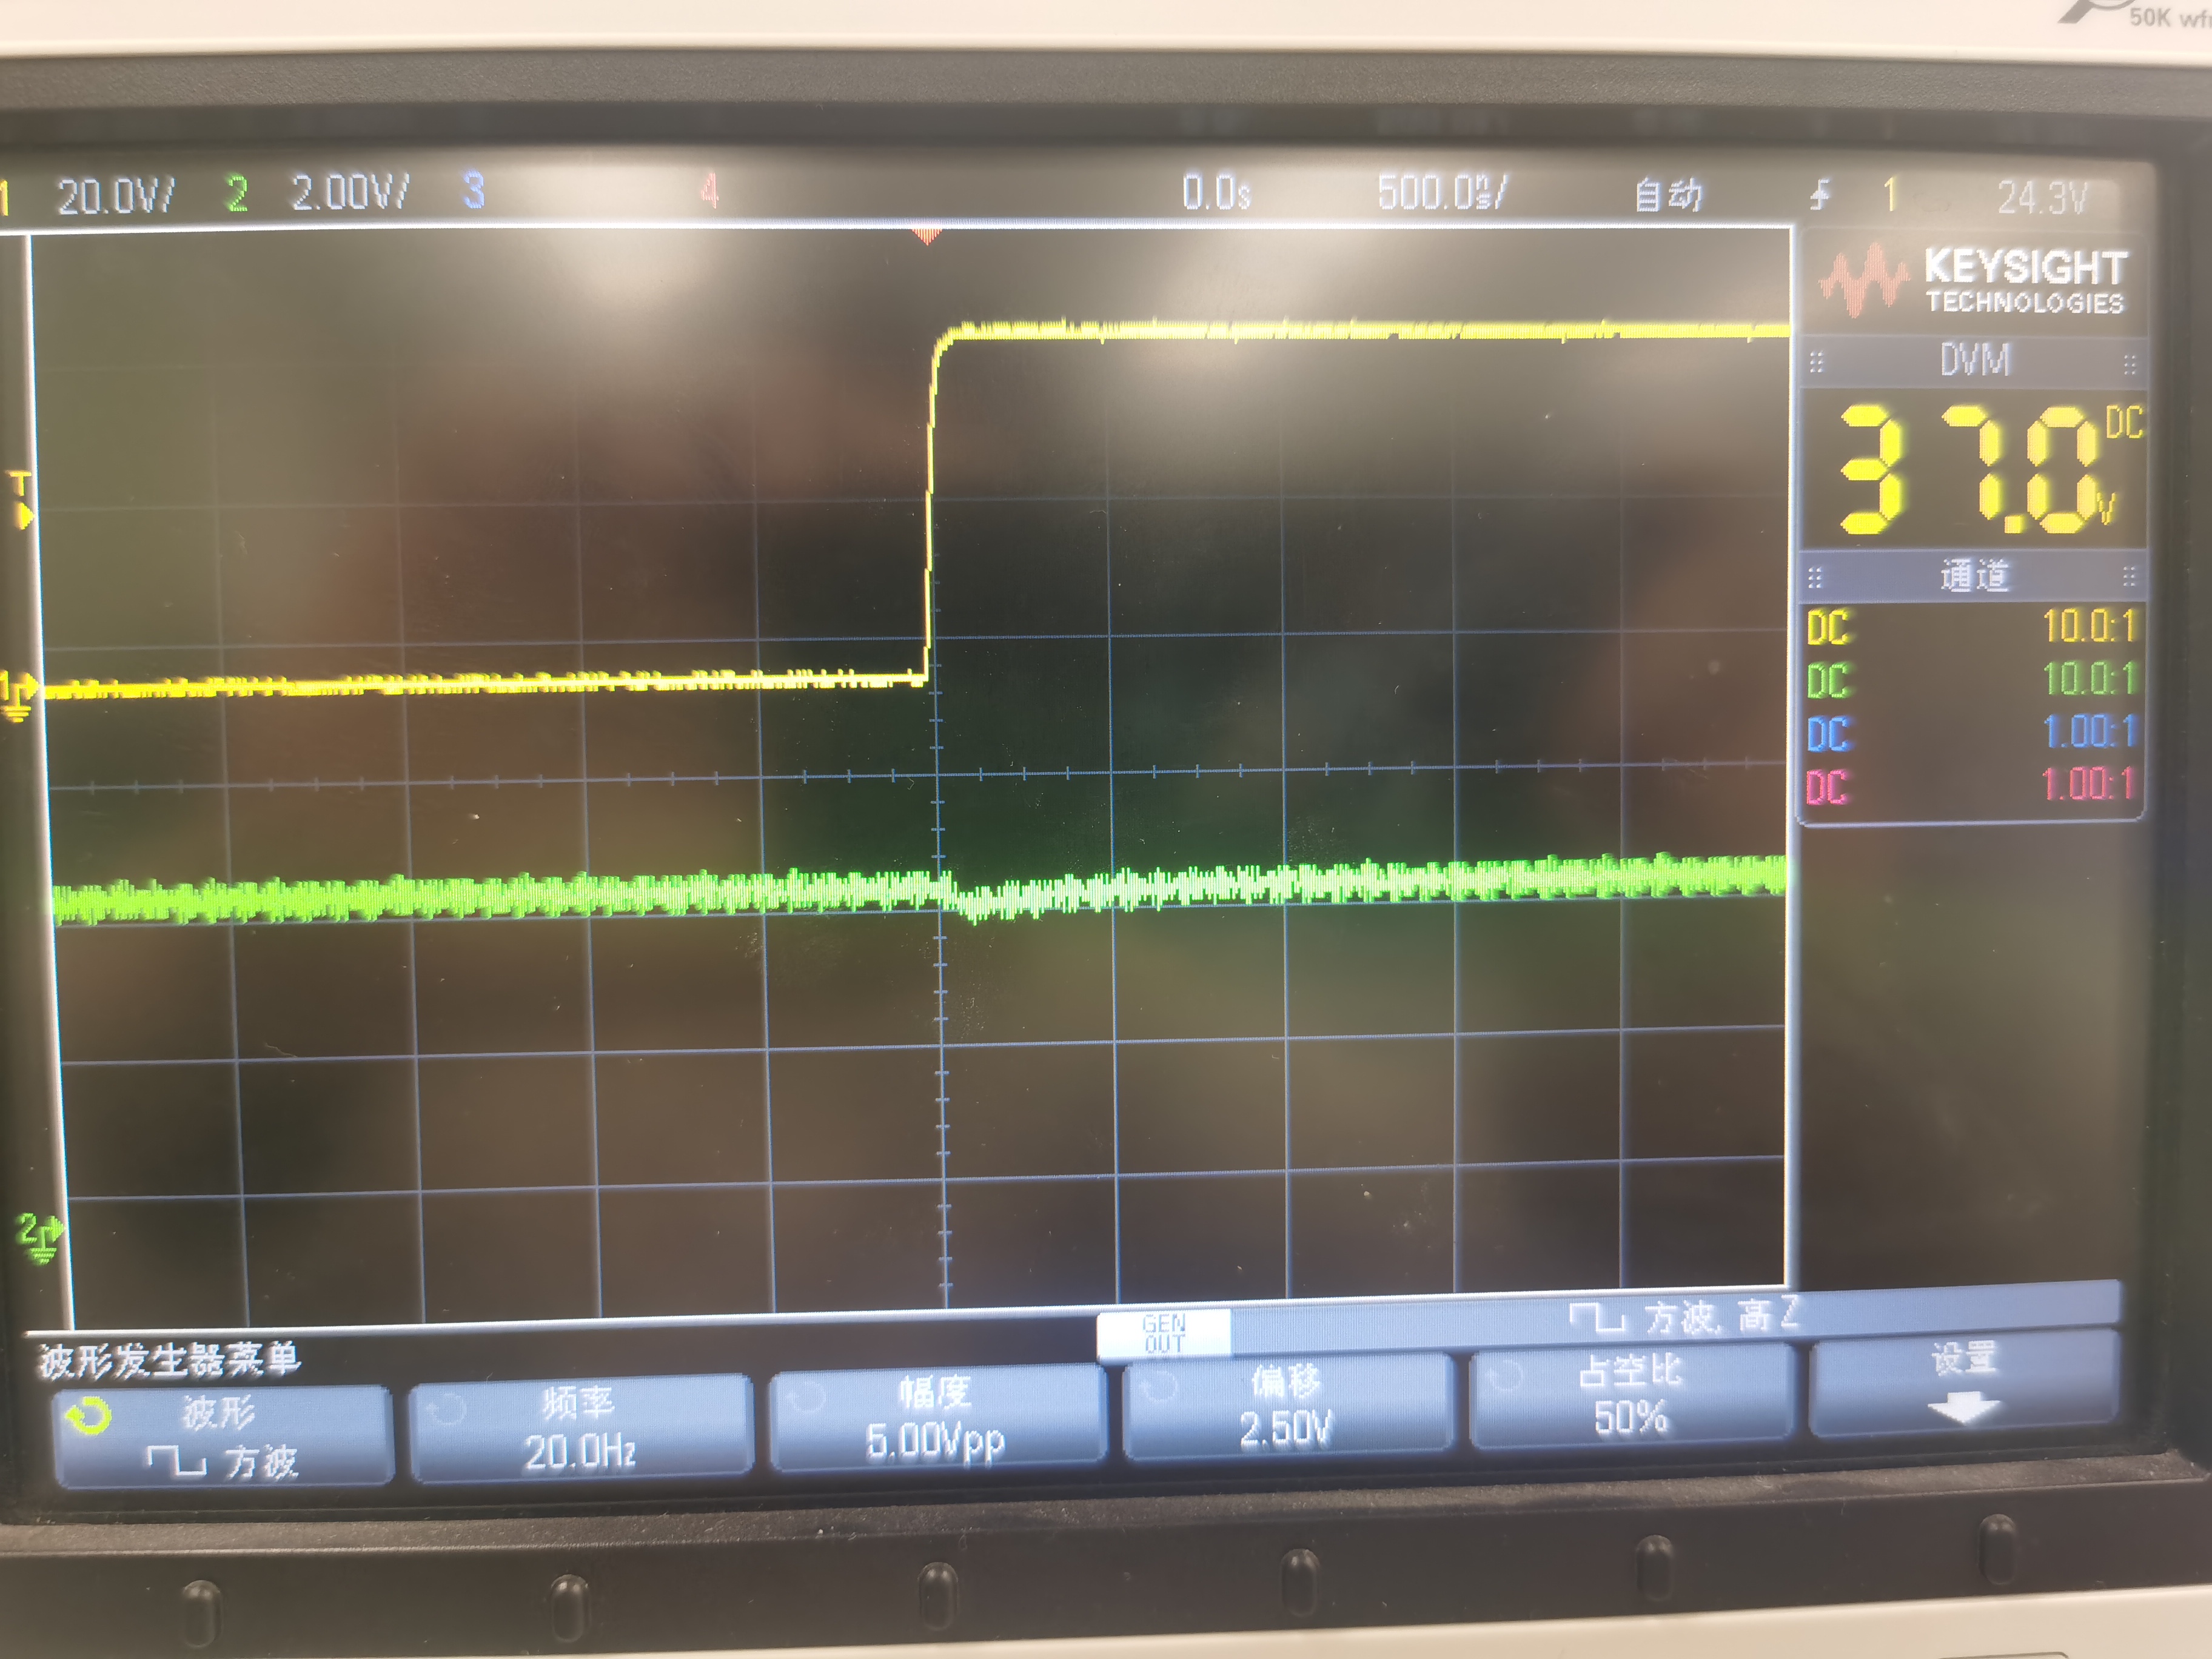 50K wf
1 20.0V/ 2 2.00V/ 3 4 0.0s 500.0ns/ 自动 1 24.3V
KEYSIGHT
TECHNOLOGIES
DVM
T
37.0 DC V
通道
DC 10.0:1
DC 10.0:1
DC 1.00:1
DC 1.00:1
1
2
GEN OUT
方波, 高Z
波形发生器菜单
波形
方波
频率
20.0Hz
幅度
5.00Vpp
偏移
2.50V
占空比
50%
设置